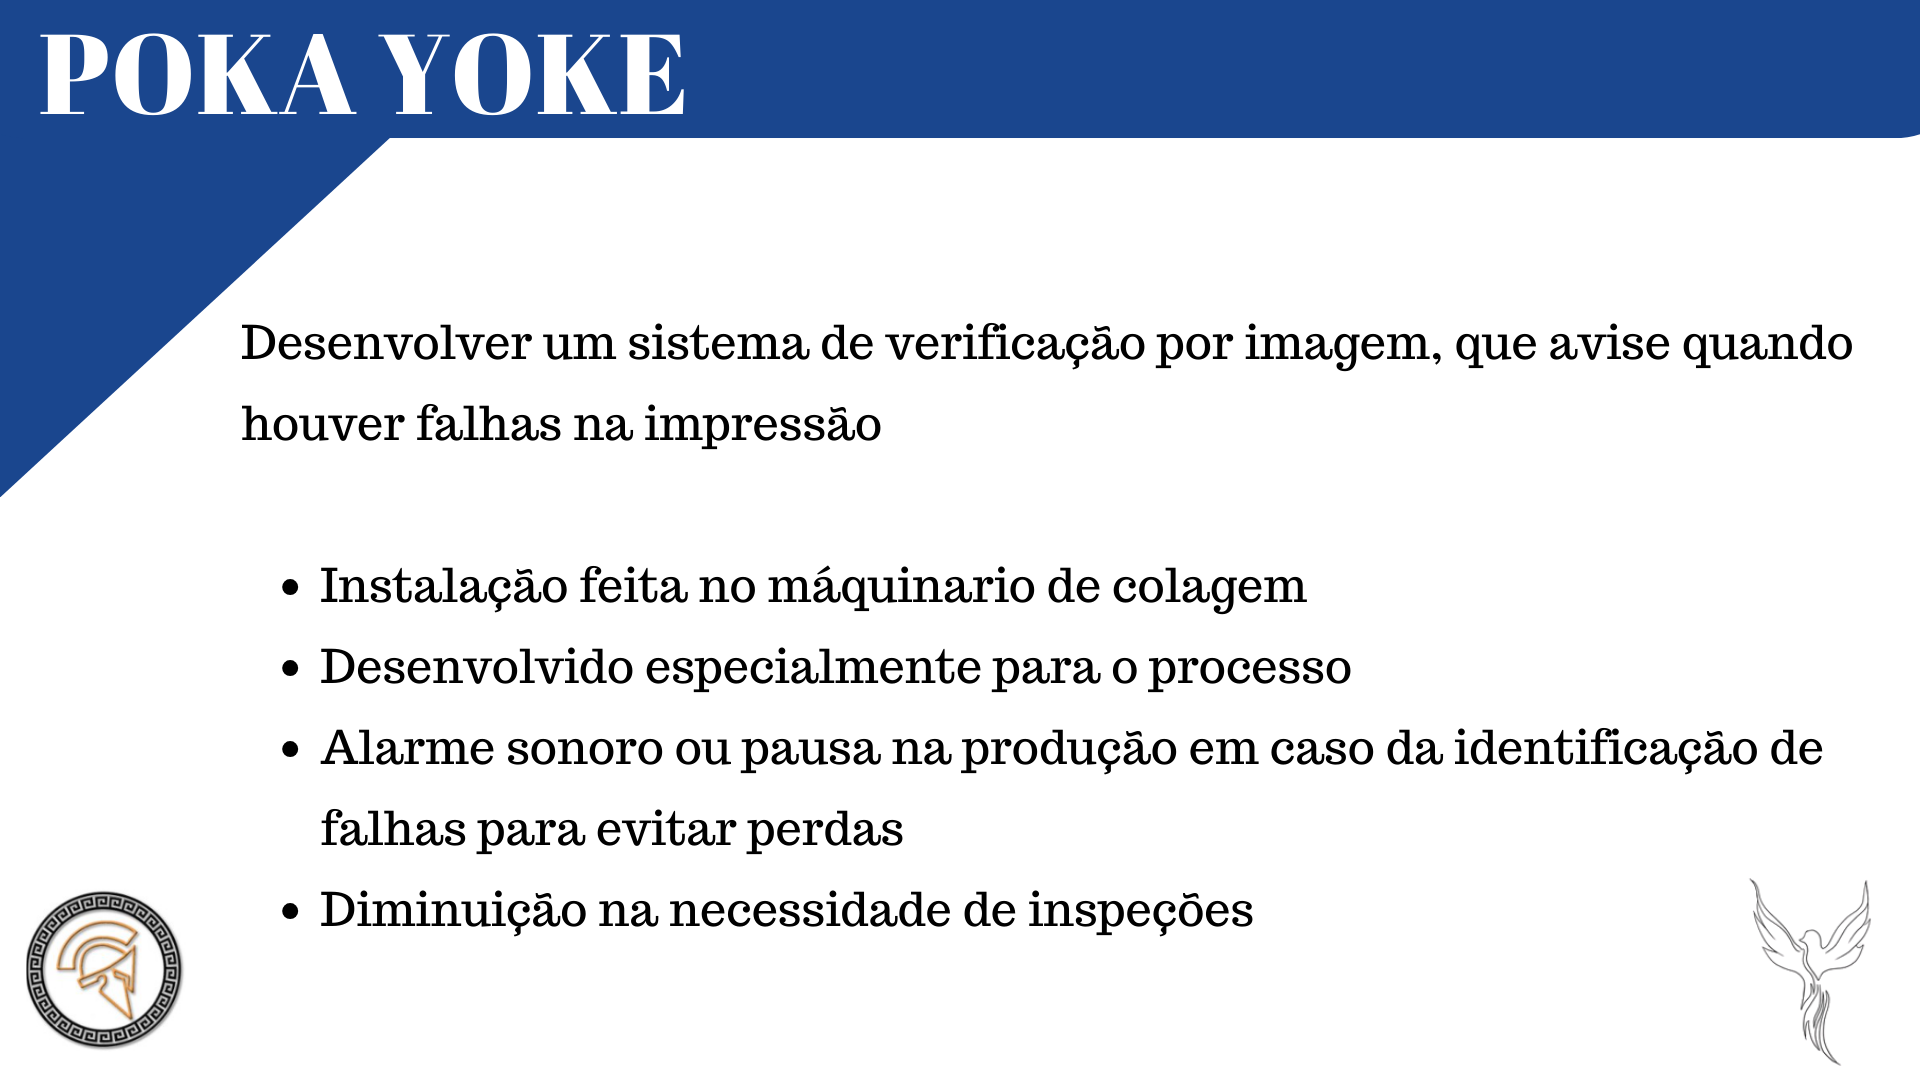 POKA YOKE
Desenvolver um sistema de verificação por imagem, que avise quando
houver falhas na impressão
• Instalação feita no máquinario de colagem
• Desenvolvido especialmente para o processo
• Alarme sonoro ou pausa na produção em caso da identificação de
falhas para evitar perdas
• Diminuição na necessidade de inspeções